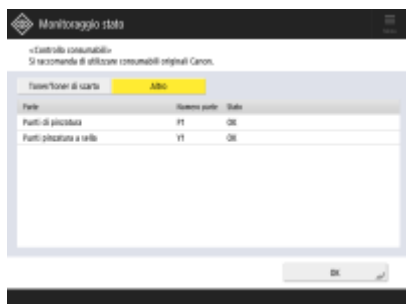 Monitoraggio stato
<Controllo consumabili>
Si raccomanda di utilizzare consumabili originali Canon.
Toner/Toner di scarto Altro
Parte Numero parte Stato
Punti di pinzatura P1 OK
Punti pinzatura a sella Y1 OK
OK